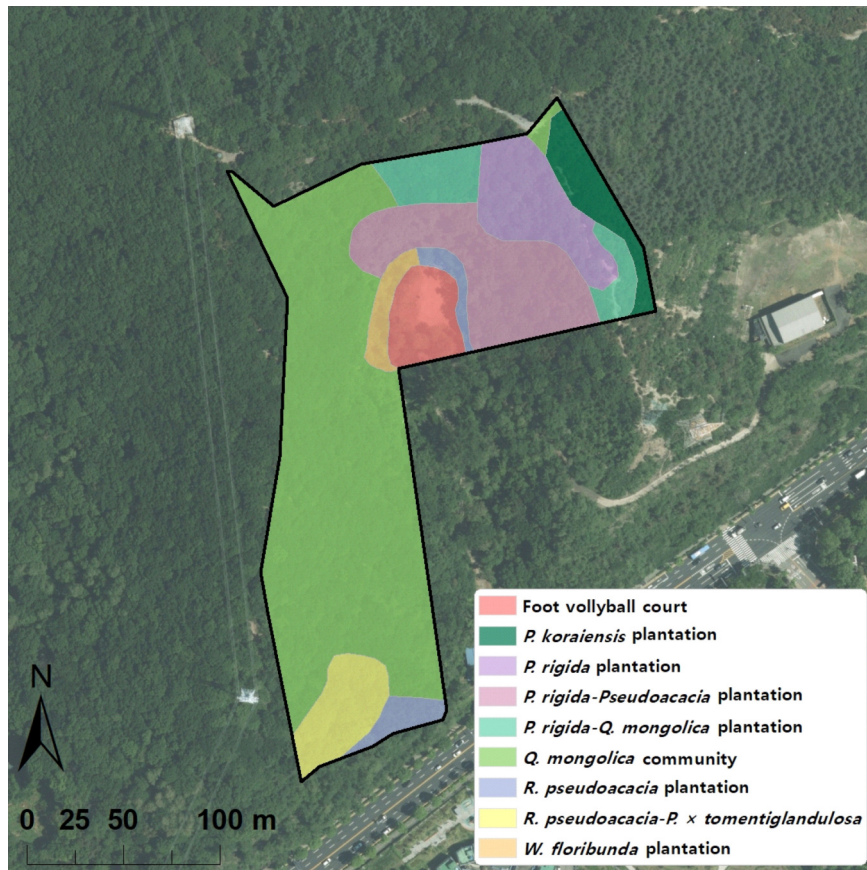 Foot vollyball court
P. koraiensis plantation
P. rigida plantation
P. rigida-Pseudoacacia plantation
P. rigida-Q. mongolica plantation
Q. mongolica community
R. pseudoacacia plantation
R. pseudoacacia-P. × tomentiglandulosa
W. floribunda plantation
N
0 25 50 100 m